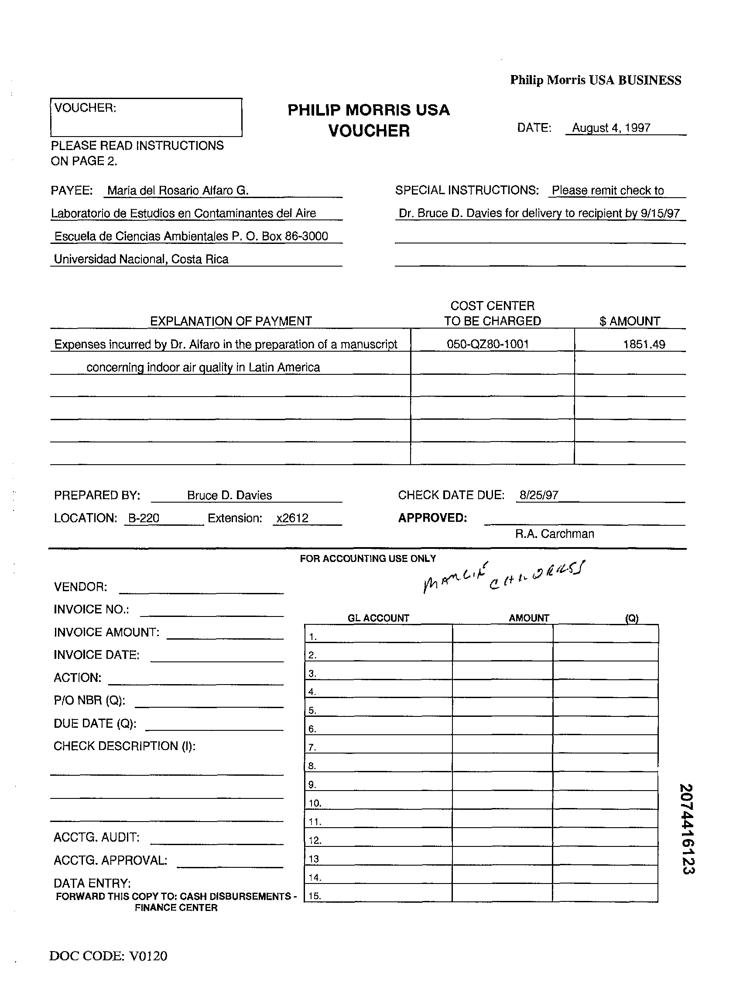 Philip Morris USA BUSINESS
VOUCHER:
PHILIP MORRIS USA
VOUCHER
DATE: August 4, 1997
PLEASE READ INSTRUCTIONS
ON PAGE 2.
PAYEE: Maria del Rosario Alfaro G.
Laboratorio de Estudios en Contaminantes del Aire
Escuela de Ciencias Ambientales P. O. Box 86-3000
Universidad Nacional, Costa Rica
SPECIAL INSTRUCTIONS: Please remit check to
Dr. Bruce D. Davies for delivery to recipient by 9/15/97
EXPLANATION OF PAYMENT
COST CENTER
TO BE CHARGED
$ AMOUNT
Expenses incurred by Dr. Alfaro in the preparation of a manuscript 050-QZ80-1001 1851.49
concerning indoor air quality in Latin America
PREPARED BY: Bruce D. Davies
CHECK DATE DUE: 8/25/97
LOCATION: B-220 Extension: x2612
APPROVED:
R.A. Carchman
FOR ACCOUNTING USE ONLY
VENDOR:
INVOICE NO.:
INVOICE AMOUNT:
INVOICE DATE:
ACTION:
P/O NBR (Q):
DUE DATE (Q):
CHECK DESCRIPTION (I):
ACCTG. AUDIT:
ACCTG. APPROVAL:
DATA ENTRY:
FORWARD THIS COPY TO: CASH DISBURSEMENTS -
FINANCE CENTER
GL ACCOUNT AMOUNT (Q)
1.
2.
3.
4.
5.
6.
7.
8.
9.
10.
11.
12.
13
14.
15.
2074416123
DOC CODE: V0120